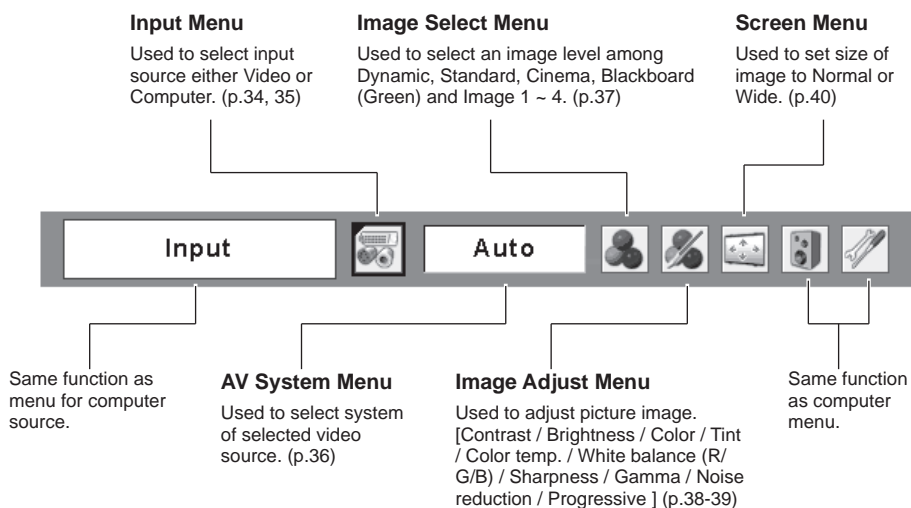 Input Menu
Used to select input
source either Video or
Computer. (p.34, 35)
Image Select Menu
Used to select an image level among
Dynamic, Standard, Cinema, Blackboard
(Green) and Image 1 ~ 4. (p.37)
Screen Menu
Used to set size of
image to Normal or
Wide. (p.40)
Input
Auto
Same function as
menu for computer
source.
AV System Menu
Used to select system
of selected video
source. (p.36)
Image Adjust Menu
Used to adjust picture image.
[Contrast / Brightness / Color / Tint
/ Color temp. / White balance (R/
G/B) / Sharpness / Gamma / Noise
reduction / Progressive ] (p.38-39)
Same function
as computer
menu.